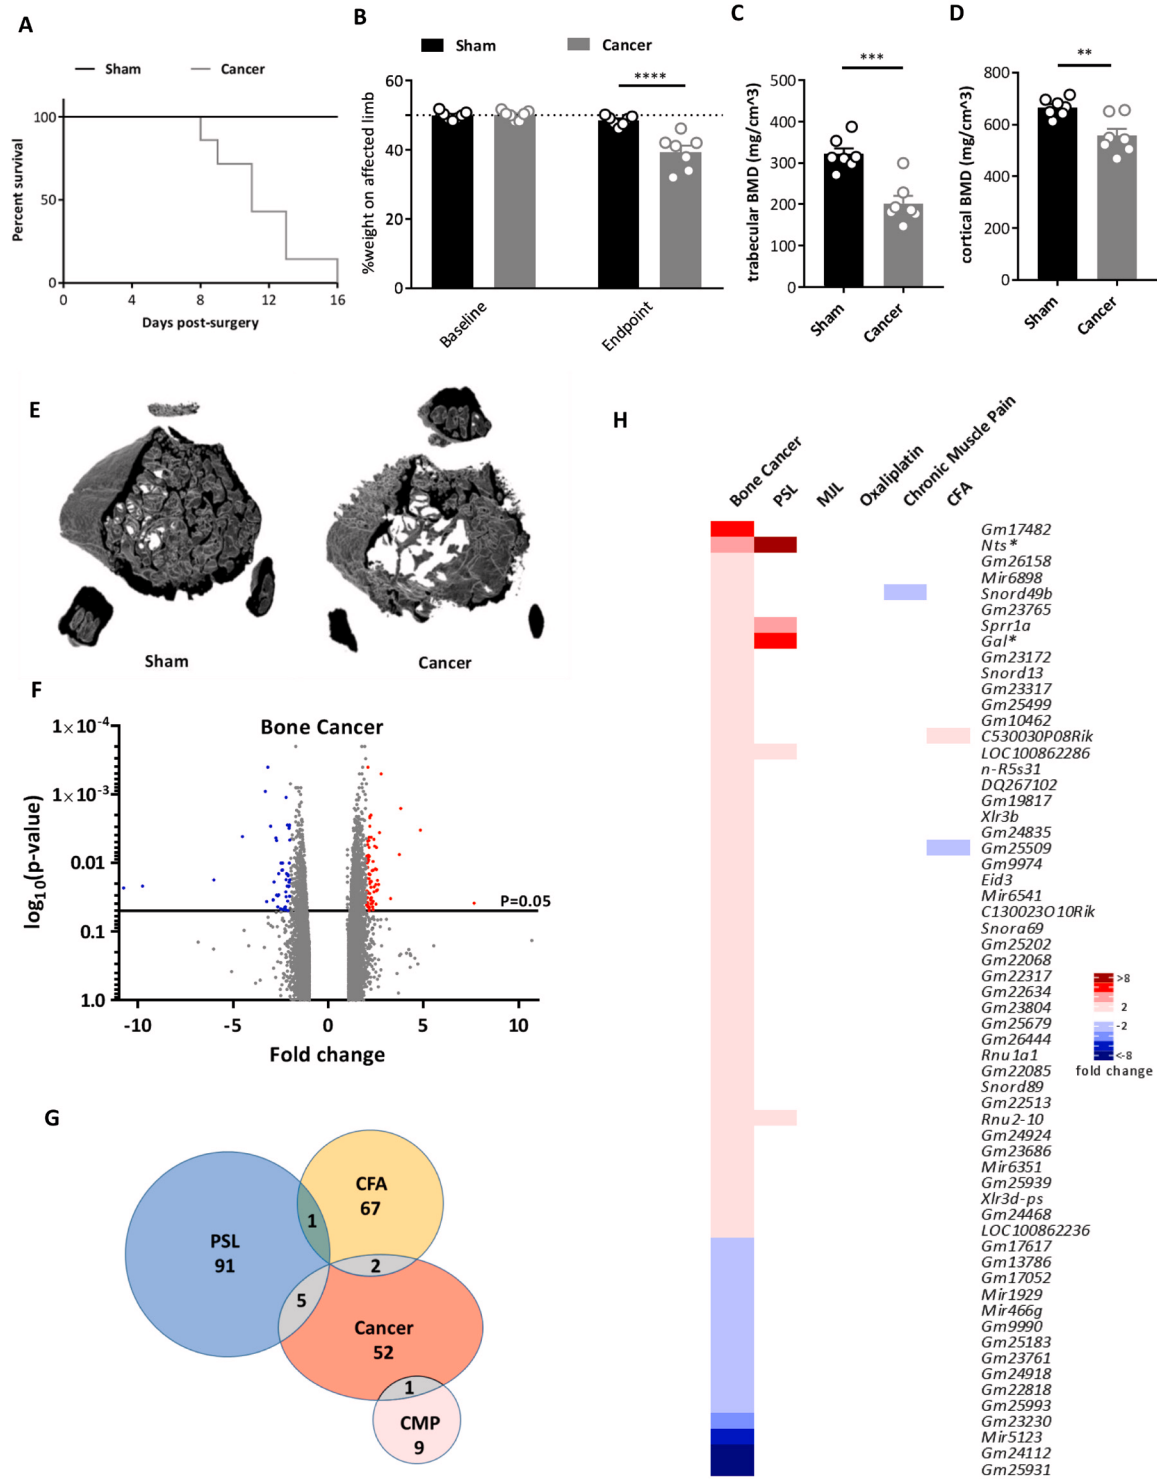 A
Sham
Cancer
Percent survival
100
50
0
0
4
8
12
16
Days post-surgery
B
Sham
Cancer
****
%weight on affected limb
60
40
20
0
Baseline
Endpoint
C
***
trabecular BMD (mg/cm^3)
500
400
300
200
100
0
Sham
Cancer
D
**
cortical BMD (mg/cm^3)
800
600
400
200
0
Sham
Cancer
E
Sham
Cancer
F
Bone Cancer
log10(p-value)
1×10-4
1×10-3
0.01
0.1
1.0
P=0.05
-10
-5
0
5
10
Fold change
G
CFA
67
1
PSL
91
2
5
Cancer
52
1
CMP
9
H
Bone Cancer
PSL
MJL
Oxaliplatin
Chronic Muscle Pain
CFA
Gm17482
Nts*
Gm26158
Mir6898
Snord49b
Gm23765
Sprr1a
Gal*
Gm23172
Snord13
Gm23317
Gm25499
Gm10462
C530030P08Rik
LOC100862286
n-R5s31
DQ267102
Gm19817
Xlr3b
Gm24835
Gm25509
Gm9974
Eid3
Mir6541
C130023O10Rik
Snora69
Gm25202
Gm22068
Gm22317
Gm22634
Gm23804
Gm25679
Gm26444
Rnu1a1
Gm22085
Snord89
Gm22513
Rnu2-10
Gm24924
Gm23686
Mir6351
Gm25939
Xlr3d-ps
Gm24468
LOC100862236
Gm17617
Gm13786
Gm17052
Mir1929
Mir466g
Gm9990
Gm25183
Gm23761
Gm24918
Gm22818
Gm25993
Gm23230
Mir5123
Gm24112
Gm25931
>8
2
-2
<-8
fold change